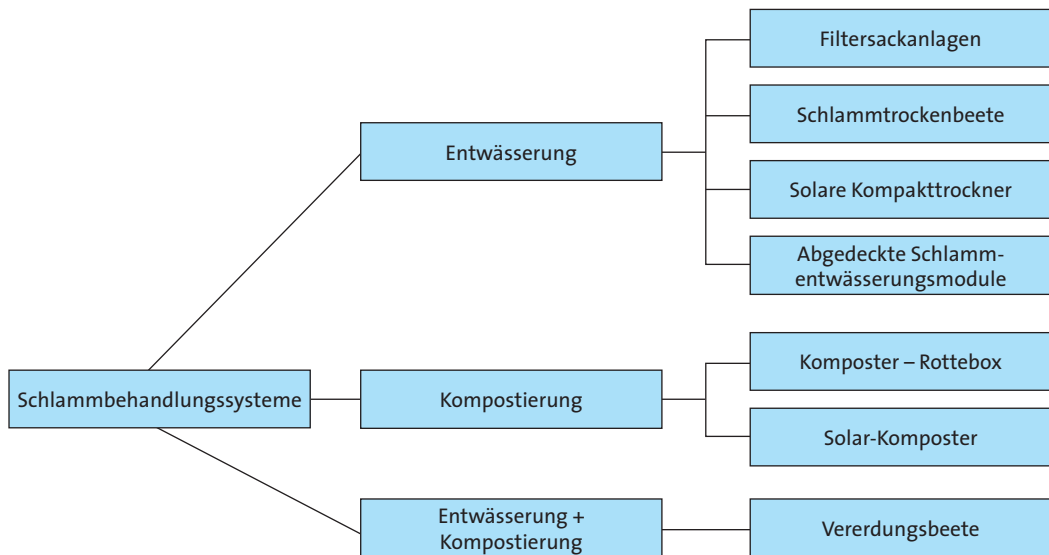 Filtersackanlagen
Schlammtrockenbeete
Entwässerung
Solare Kompakttrockner
Abgedeckte Schlamm-
entwässerungsmodule
Komposter – Rottebox
Schlammbehandlungssysteme
Kompostierung
Solar-Komposter
Entwässerung +
Kompostierung
Vererdungsbeete